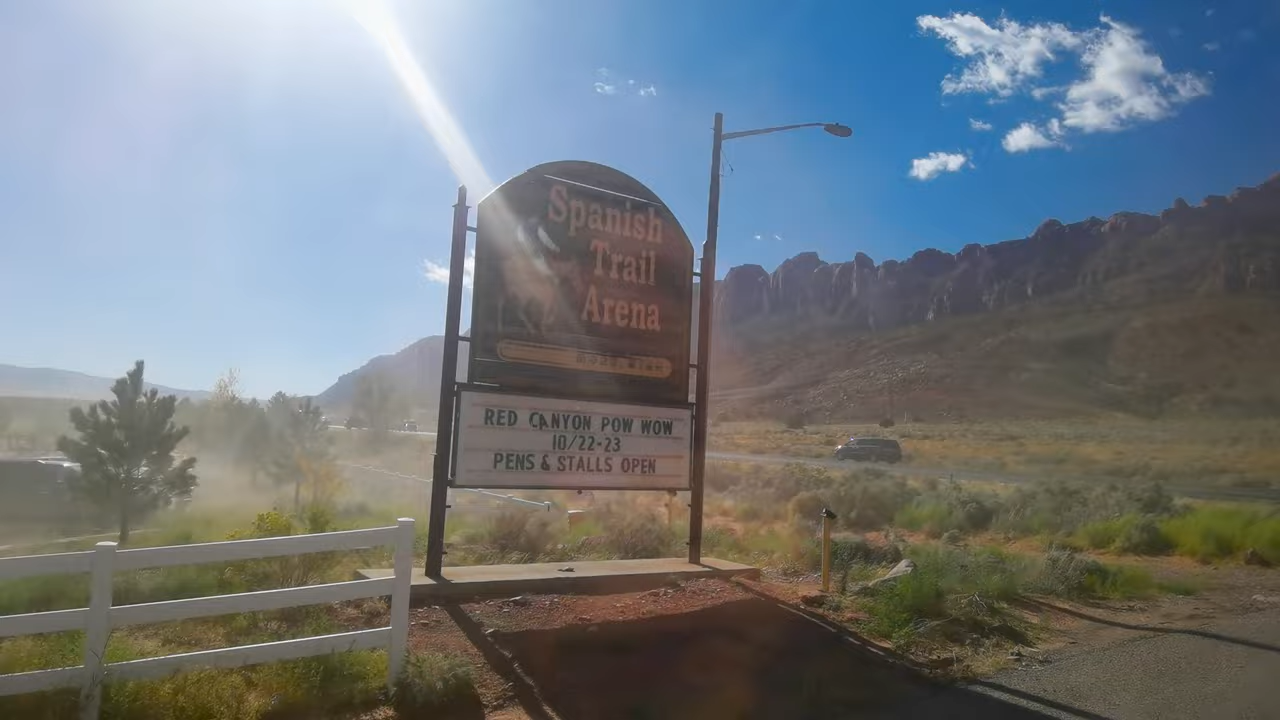 Spanish
Trail
Arena
RED CANYON POW WOW
10/22-23
PENS & STALLS OPEN